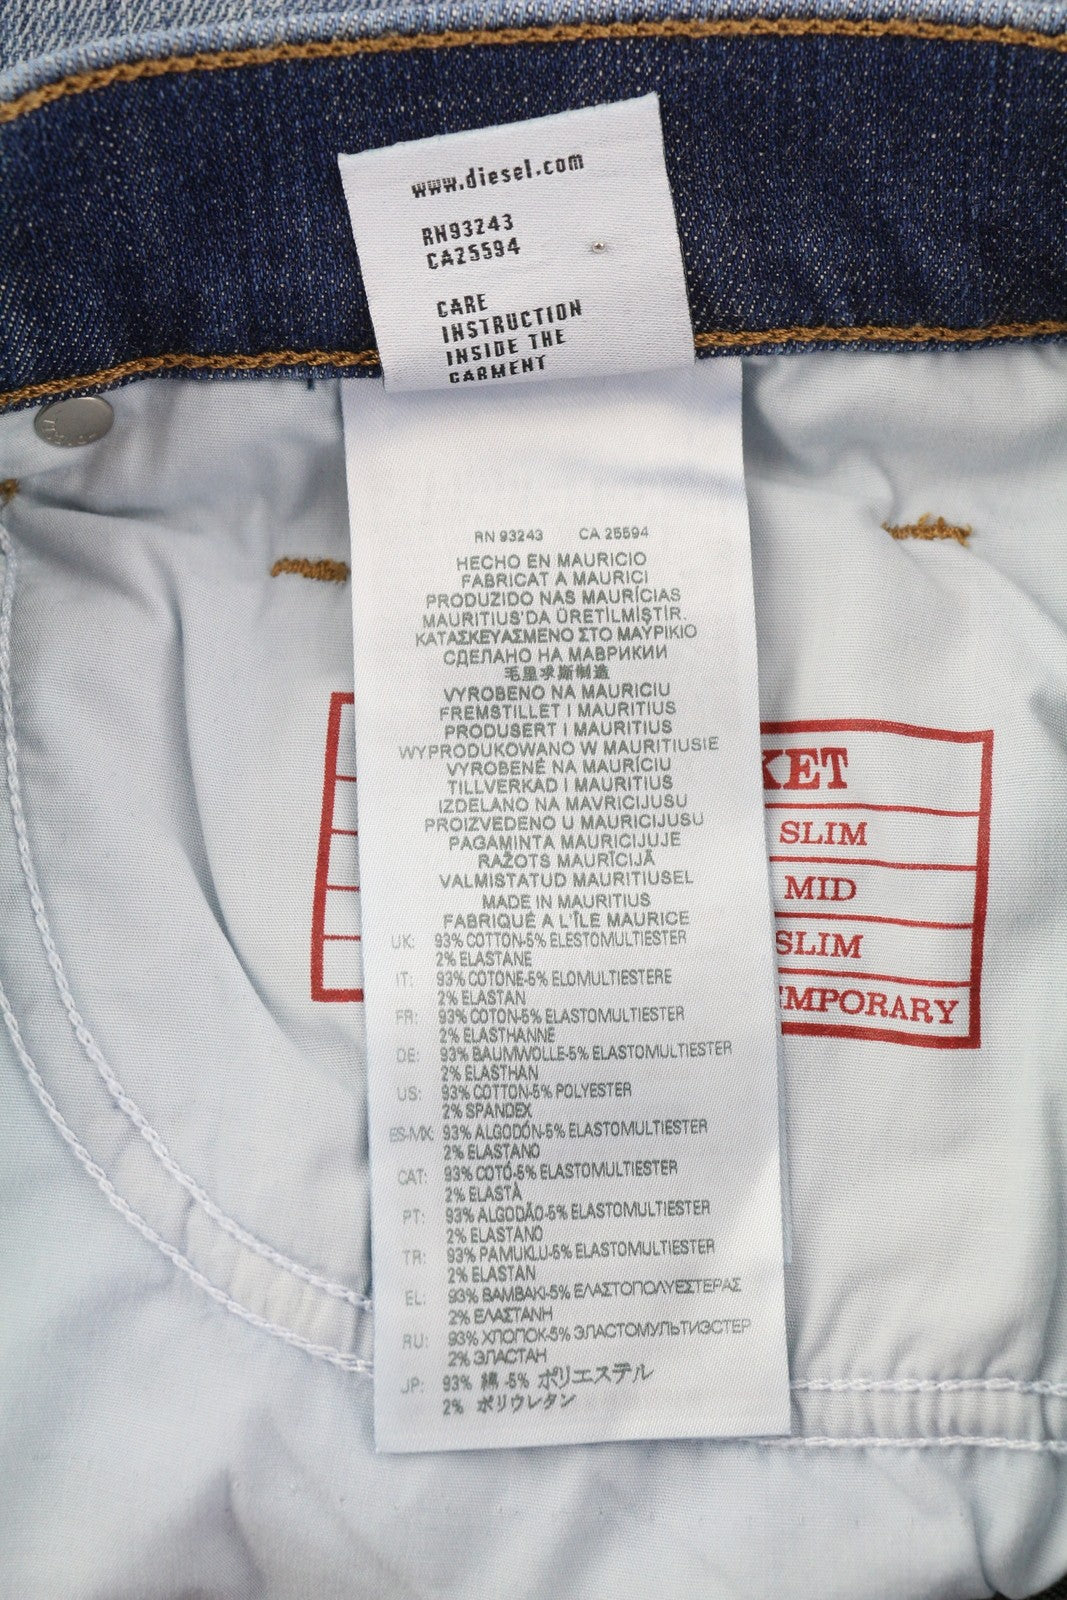 www.diesel.com
RN93243
CA25594
CARE
INSTRUCTION
INSIDE THE
GARMENT
RN 93243 CA 25594
HECHO EN MAURICIO
FABRICAT A MAURICI
PRODUZIDO NAS MAURÍCIAS
MAURITIUS'DA ÜRETİLMİŞTİR.
ΚΑΤΑΣΚΕΥΑΣΜΕΝΟ ΣΤΟ ΜΑΥΡΙΚΙΟ
СДЕЛАНО НА МАВРИКИИ
毛里求斯制造
VYROBENO NA MAURICIU
FREMSTILLET I MAURITIUS
PRODUSERT I MAURITIUS
WYPRODUKOWANO W MAURITIUSIE
VYROBENÉ NA MAURÍCIU
TILLVERKAD I MAURITIUS
IZDELANO NA MAVRICIJUSU
PROIZVEDENO U MAURICIJUSU
PAGAMINTA MAURICIJUJE
RAŽOTS MAURĪCIJĀ
VALMISTATUD MAURITIUSEL
MADE IN MAURITIUS
FABRIQUÉ A L'ÎLE MAURICE
UK: 93% COTTON-5% ELESTOMULTIESTER
2% ELASTANE
IT: 93% COTONE-5% ELOMULTIESTERE
2% ELASTAN
FR: 93% COTON-5% ELASTOMULTIESTER
2% ELASTHANNE
DE: 93% BAUMWOLLE-5% ELASTOMULTIESTER
2% ELASTHAN
US: 93% COTTON-5% POLYESTER
2% SPANDEX
ES-MX: 93% ALGODÓN-5% ELASTOMULTIESTER
2% ELASTANO
CAT: 93% COTÓ-5% ELASTOMULTIESTER
2% ELASTÀ
PT: 93% ALGODÃO-5% ELASTOMULTIESTER
2% ELASTANO
TR: 93% PAMUKLU-5% ELASTOMULTIESTER
2% ELASTAN
EL: 93% ΒΑΜΒΑΚΙ-5% ΕΛΑΣΤΟΠΟΛΥΕΣΤΕΡΑΣ
2% ΕΛΑΣΤΑΝΗ
RU: 93% ХЛОПОК-5% ЭЛАСТОМУЛЬТИЭСТЕР
2% ЭЛАСТАН
JP: 93% 綿 -5% ポリエステル
2% ポリウレタン
KET
SLIM
MID
SLIM
EMPORARY